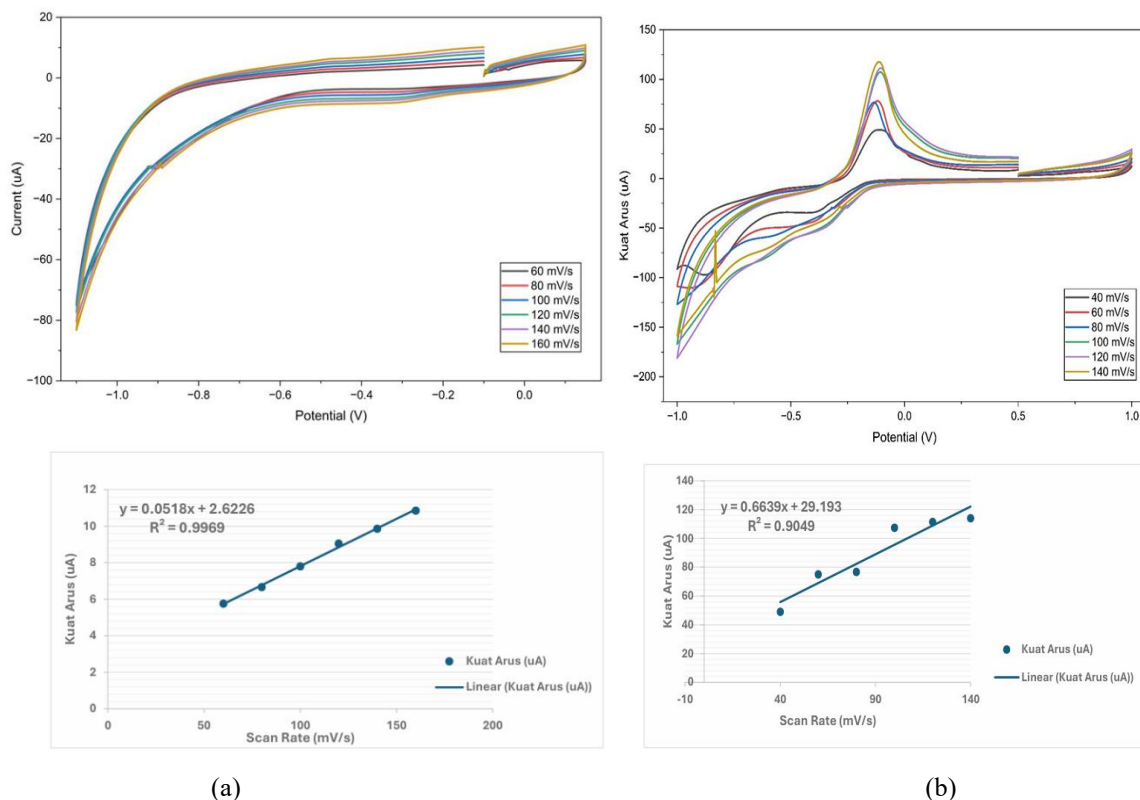 20
0
−20
−40
−60
−80
−100
Current (uA)
−1.0
−0.8
−0.6
−0.4
−0.2
0.0
Potential (V)
60 mV/s
80 mV/s
100 mV/s
120 mV/s
140 mV/s
160 mV/s
150
100
50
0
−50
−100
−150
−200
Kuat Arus (uA)
−1.0
−0.5
0.0
0.5
1.0
Potential (V)
40 mV/s
60 mV/s
80 mV/s
100 mV/s
120 mV/s
140 mV/s
y = 0.0518x + 2.6226
R² = 0.9969
12
10
8
6
4
2
0
Kuat Arus (uA)
0
50
100
150
200
Scan Rate (mV/s)
Kuat Arus (uA)
Linear (Kuat Arus (uA))
y = 0.6639x + 29.193
R² = 0.9049
140
120
100
80
60
40
20
0
Kuat Arus (uA)
-10
40
90
140
Scan Rate (mV/s)
Kuat Arus (uA)
Linear (Kuat Arus (uA))
(a)
(b)